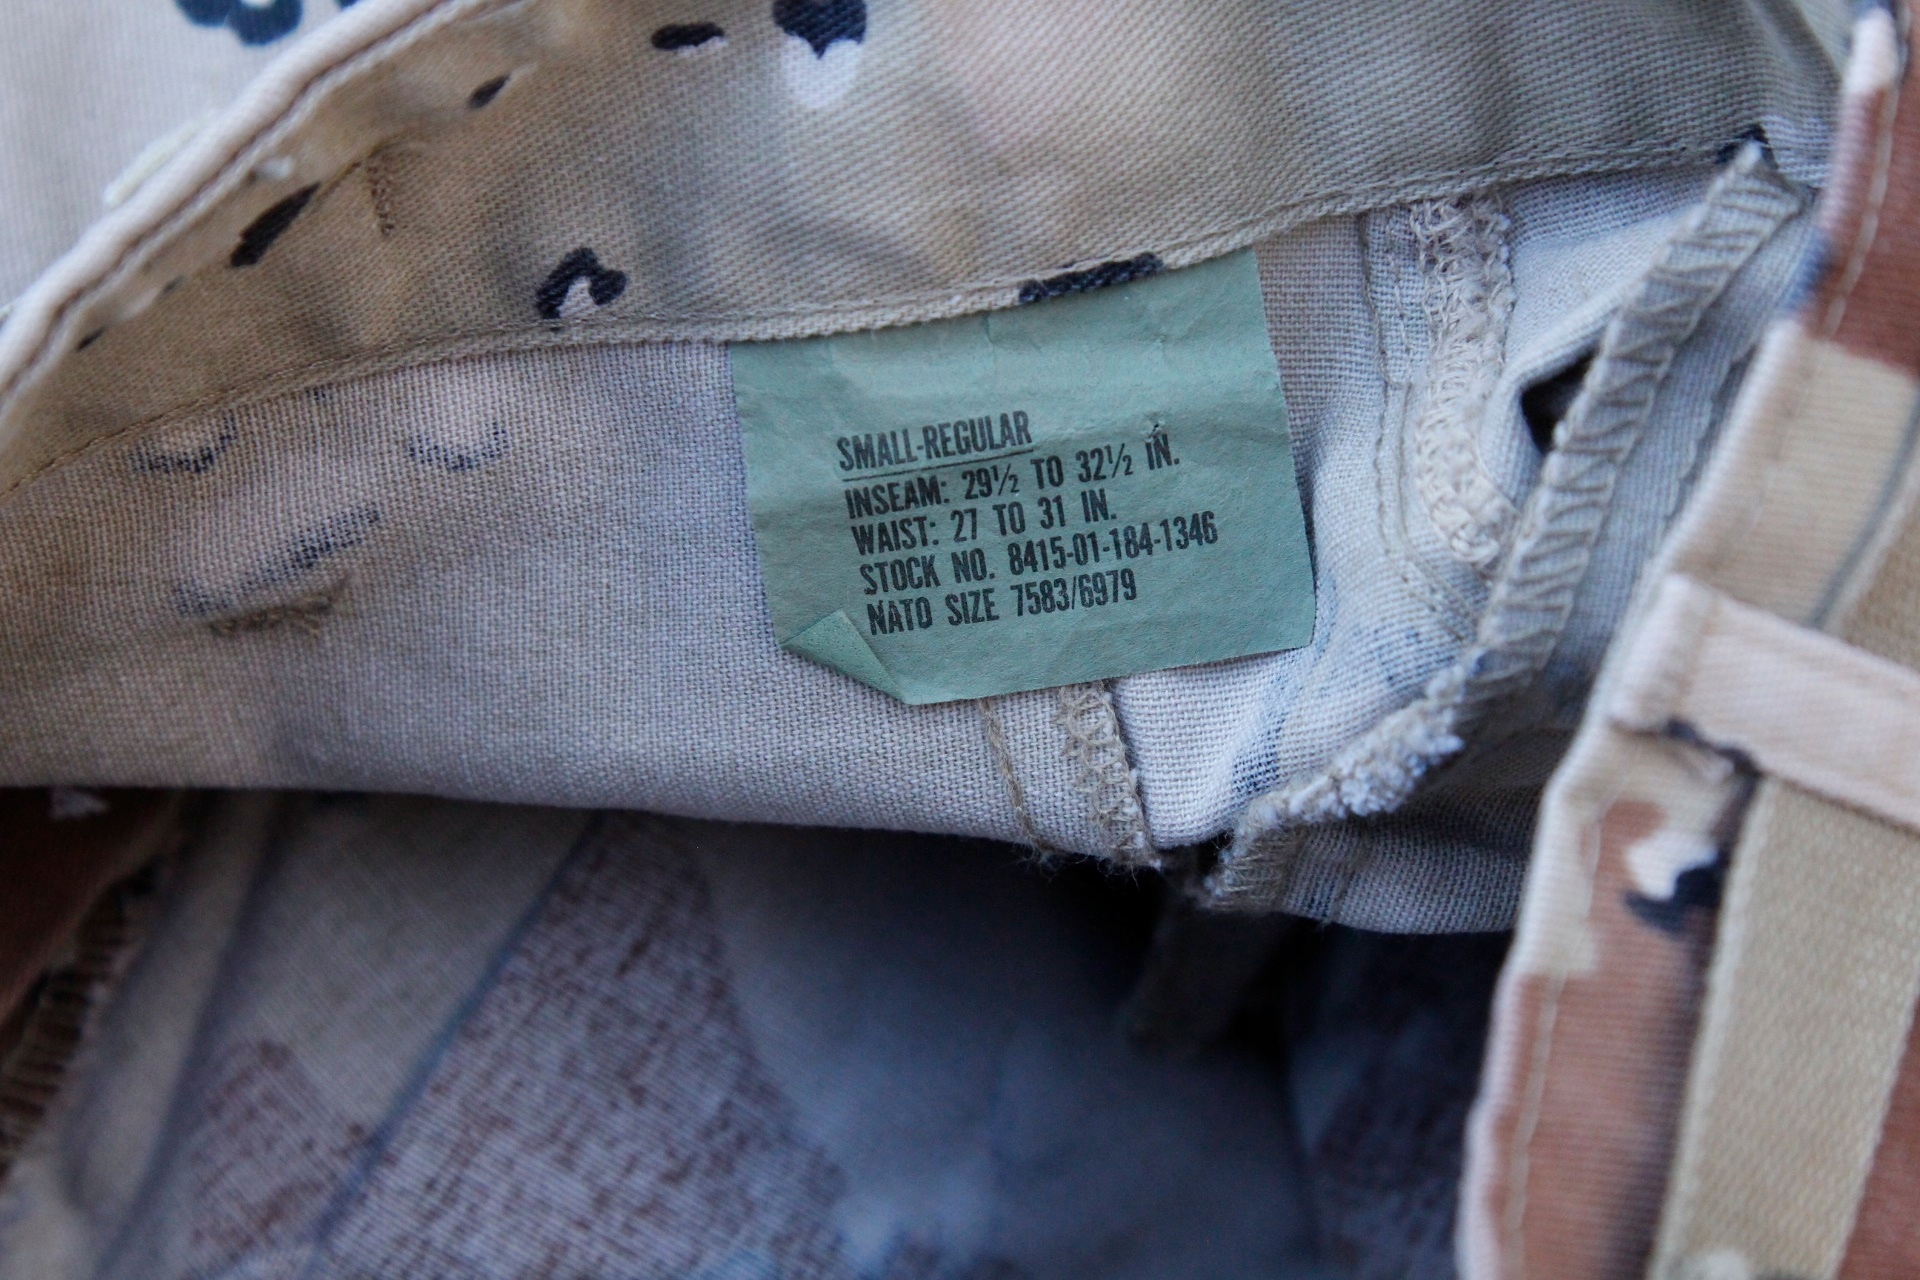 SMALL-REGULAR
INSEAM: 29½ TO 32½ IN.
WAIST: 27 TO 31 IN.
STOCK NO. 8415-01-184-1346
NATO SIZE 7583/6979